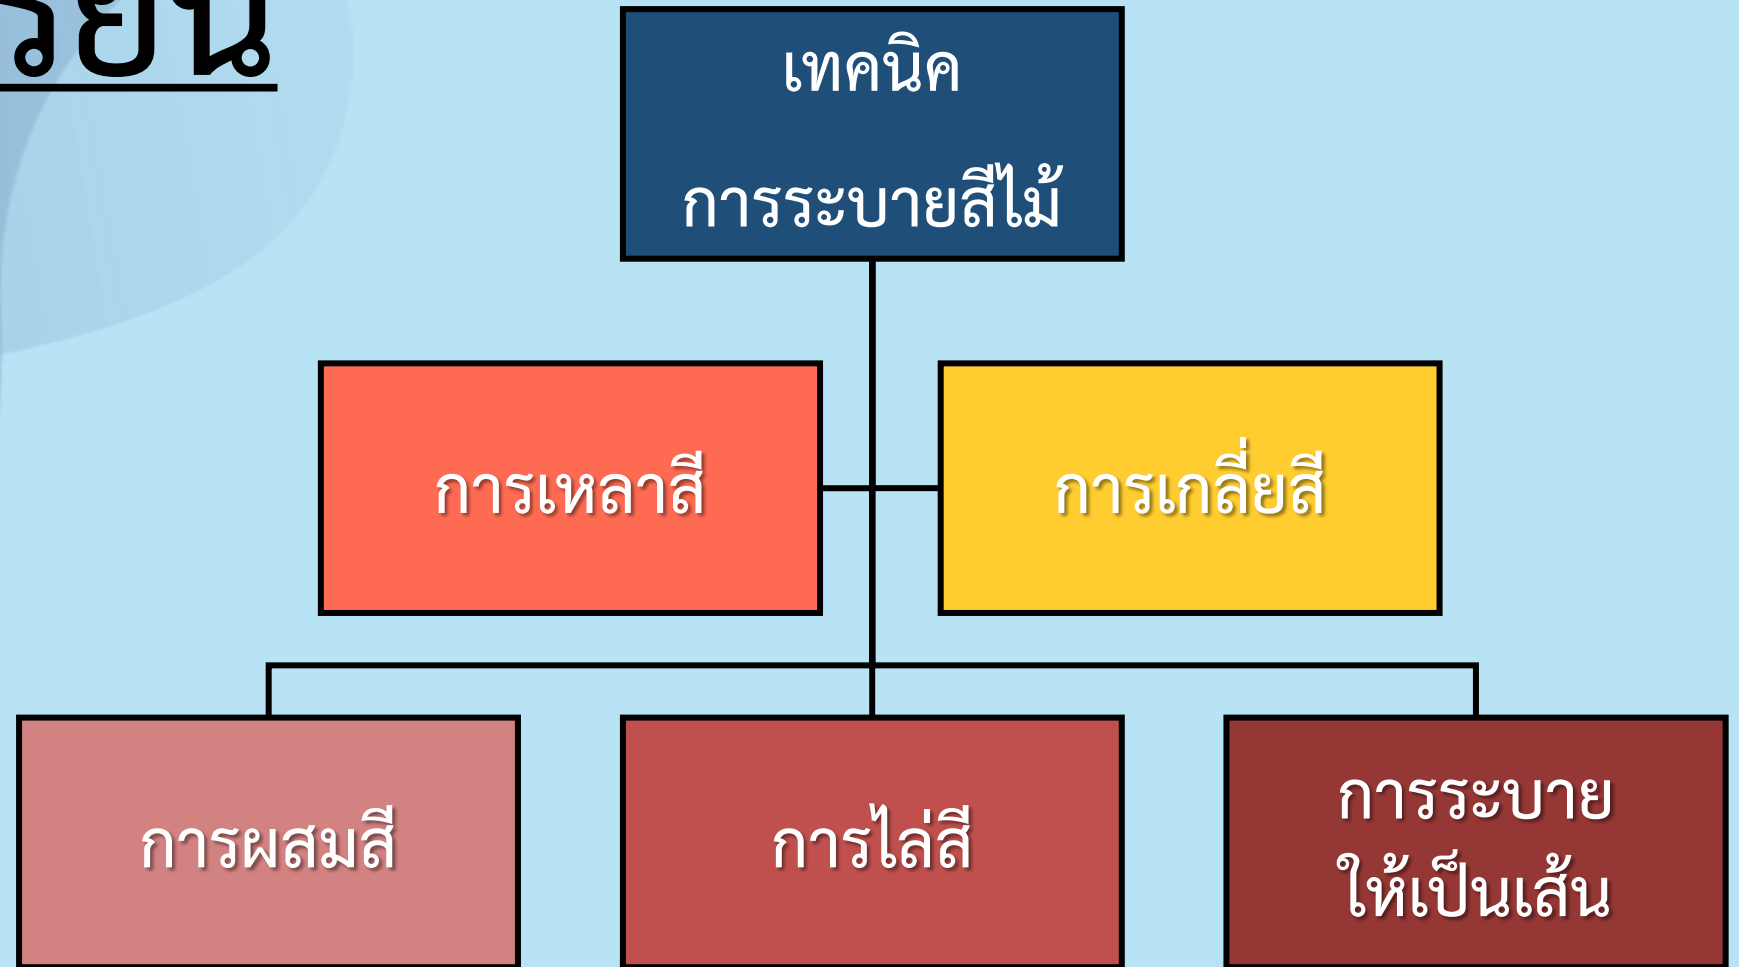 เทคนิค
การระบายสีไม้
การเหลาสี
การเกลี่ยสี
การผสมสี
การไล่สี
การระบาย
ให้เป็นเส้น